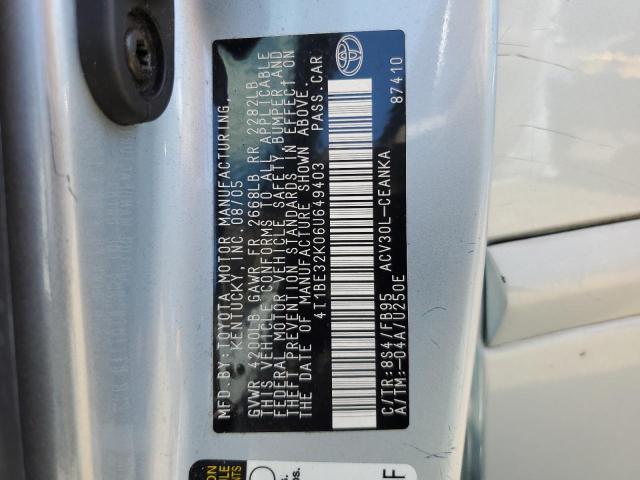 MFD.BY:TOYOTA MOTOR MANUFACTURING,
KENTUCKY, INC. 08/05
GVWR 4200LB GAWR FR 2668LB RR 2282LB
THIS VEHICLE CONFORMS TO ALL APPLICABLE
FEDERAL MOTOR VEHICLE SAFETY, BUMPER AND
THEFT PREVENTION STANDARDS IN EFFECT ON
THE DATE OF MANUFACTURE SHOWN ABOVE.
4T1BE32K06U649403 PASS.CAR
ACV30L-CEANKA
C/TR:8S4/FB95
A/TM:-04A/U250E 87410